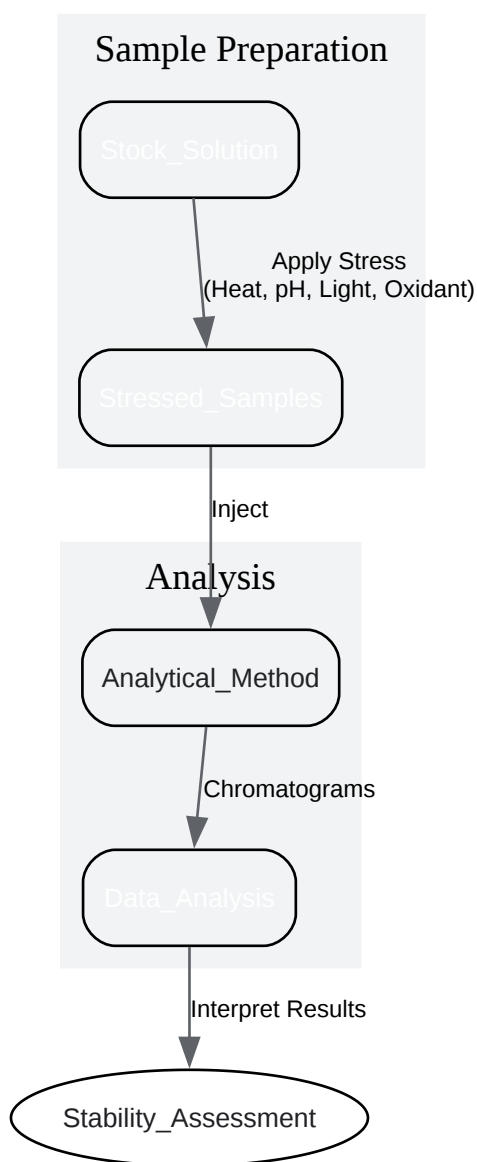 Sample Preparation
Stock_Solution
Apply Stress
(Heat, pH, Light, Oxidant)
Stressed_Samples
Inject
Analysis
Analytical_Method
Chromatograms
Data_Analysis
Interpret Results
Stability_Assessment